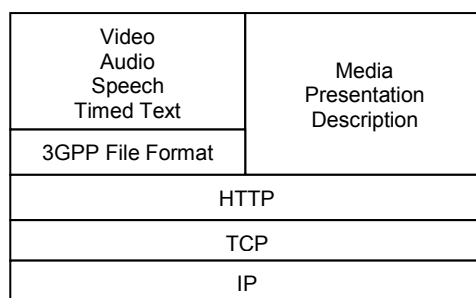 Video
Audio
Speech
Timed Text
3GPP File Format
Media
Presentation
Description
HTTP
TCP
IP